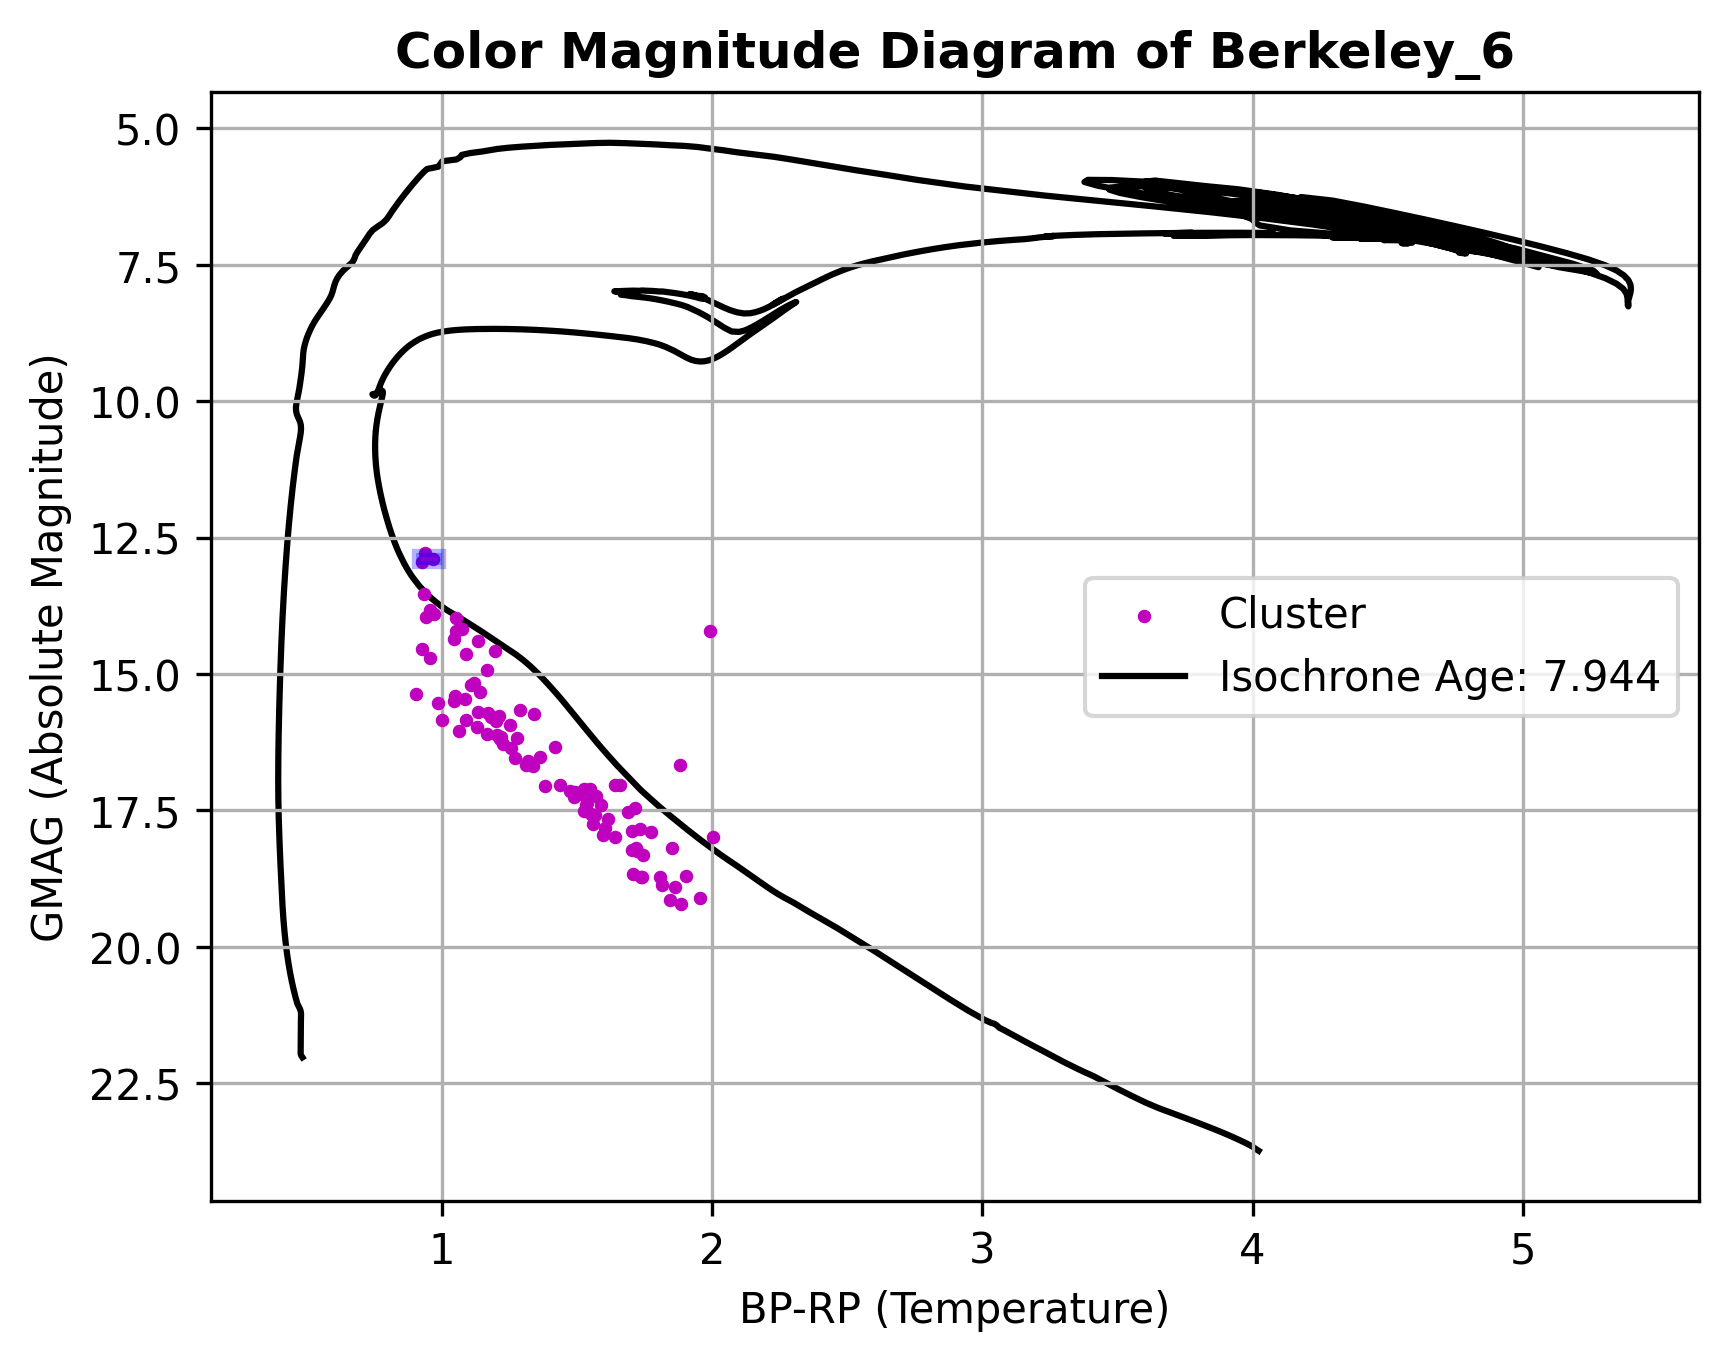 Color Magnitude Diagram of Berkeley_6
5.0
7.5
10.0
12.5
15.0
17.5
20.0
22.5
GMAG (Absolute Magnitude)
Cluster
Isochrone Age: 7.944
1 2 3 4 5
BP-RP (Temperature)